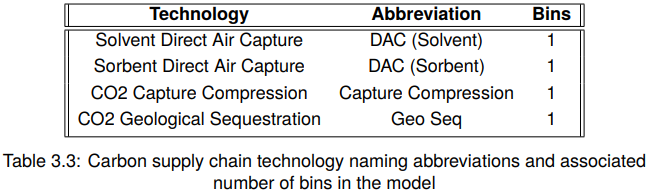 Technology Abbreviation Bins
Solvent Direct Air Capture DAC (Solvent) 1
Sorbent Direct Air Capture DAC (Sorbent) 1
CO2 Capture Compression Capture Compression 1
CO2 Geological Sequestration Geo Seq 1
Table 3.3: Carbon supply chain technology naming abbreviations and associated
number of bins in the model